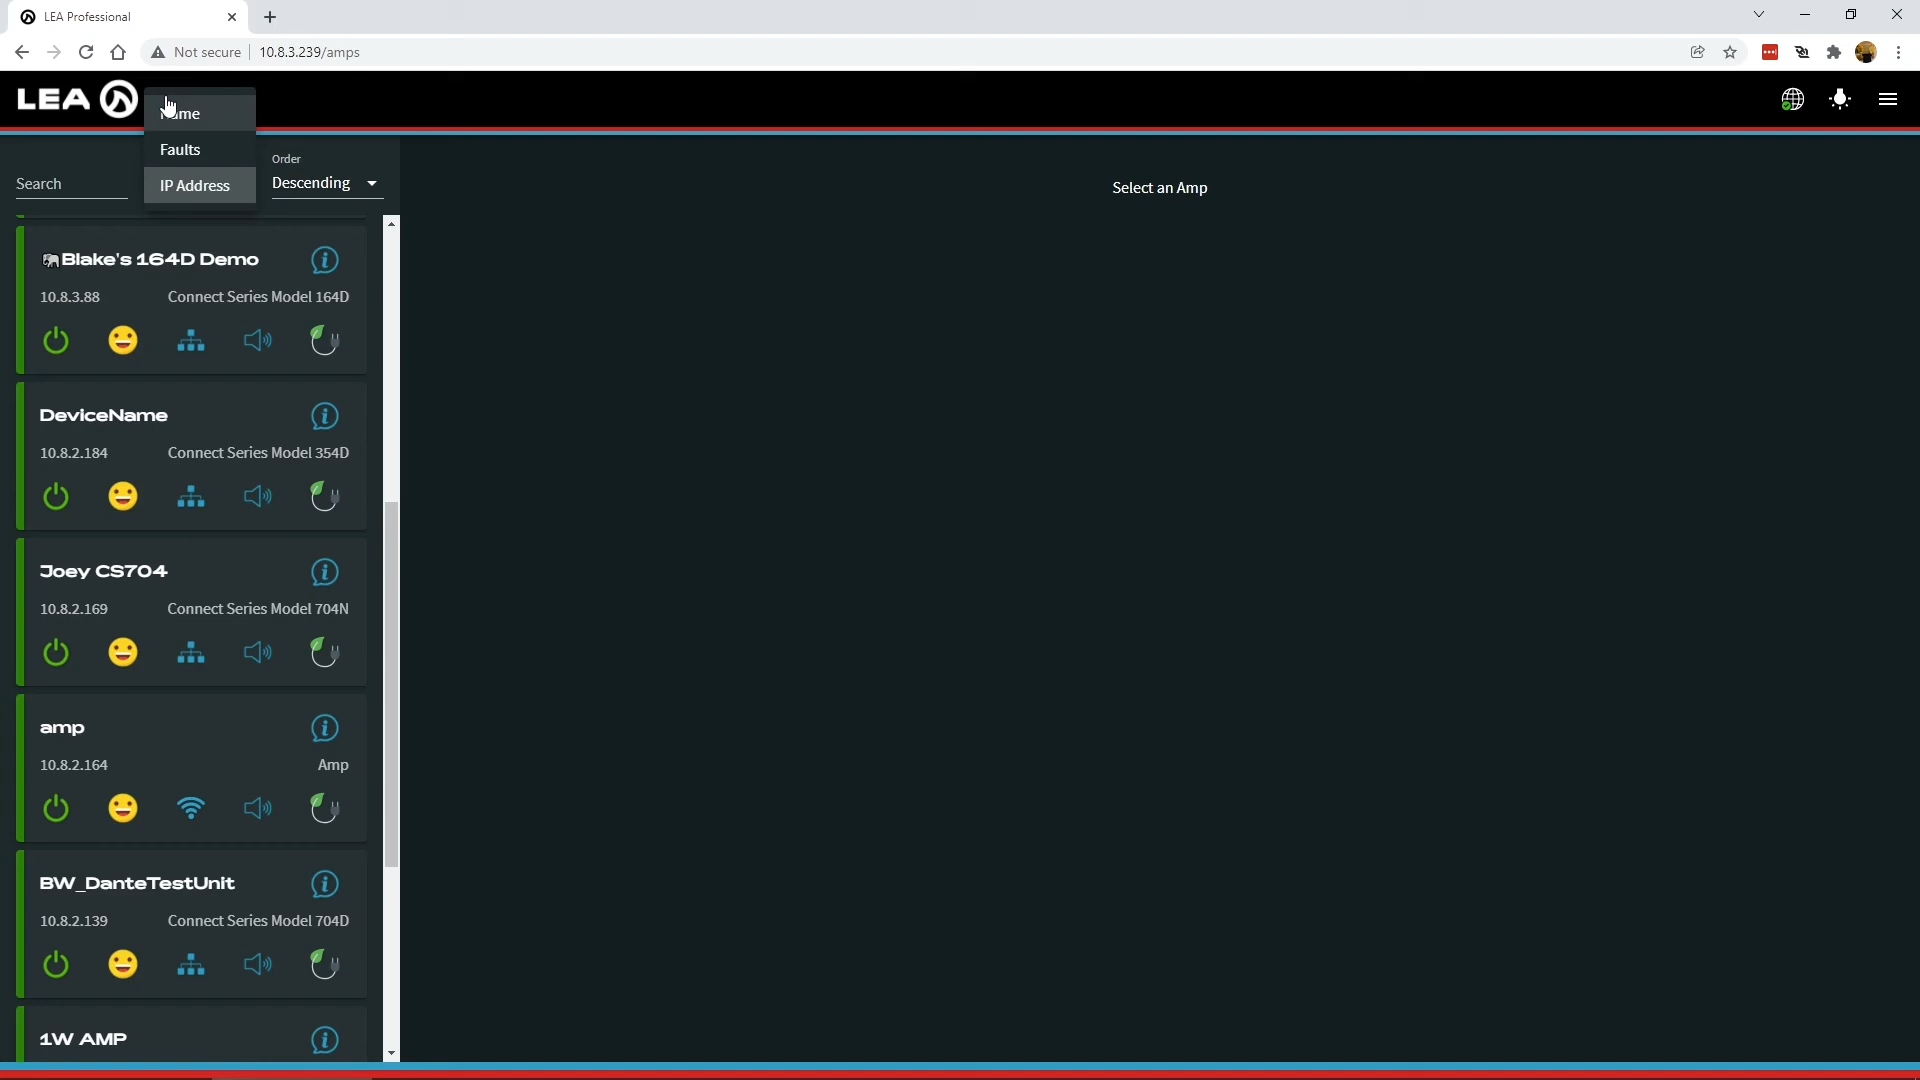 LEA Professional
Not secure
10.8.3.239/amps
LEA
Faults
IP Address
Search
Order
Descending
Select an Amp
Blake's 164D Demo
10.8.3.88
Connect Series Model 164D
DeviceName
10.8.2.184
Connect Series Model 354D
Joey CS704
10.8.2.169
Connect Series Model 704N
amp
10.8.2.164
Amp
BW_DanteTestUnit
10.8.2.139
Connect Series Model 704D
1W AMP